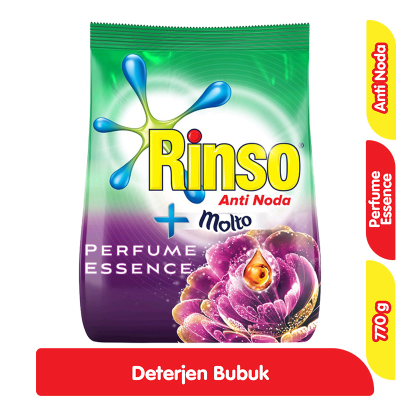 Rinso
Anti Noda
+ Molto
PERFUME
ESSENCE
Anti Noda
Perfume
Essence
770 g
Deterjen Bubuk